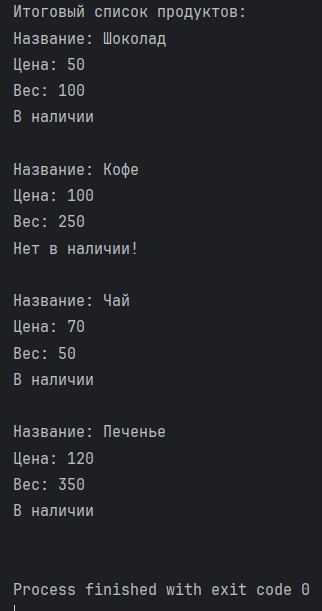 Итоговый список продуктов:
Название: Шоколад
Цена: 50
Вес: 100
В наличии
Название: Кофе
Цена: 100
Вес: 250
Нет в наличии!
Название: Чай
Цена: 70
Вес: 50
В наличии
Название: Печенье
Цена: 120
Вес: 350
В наличии
Process finished with exit code 0